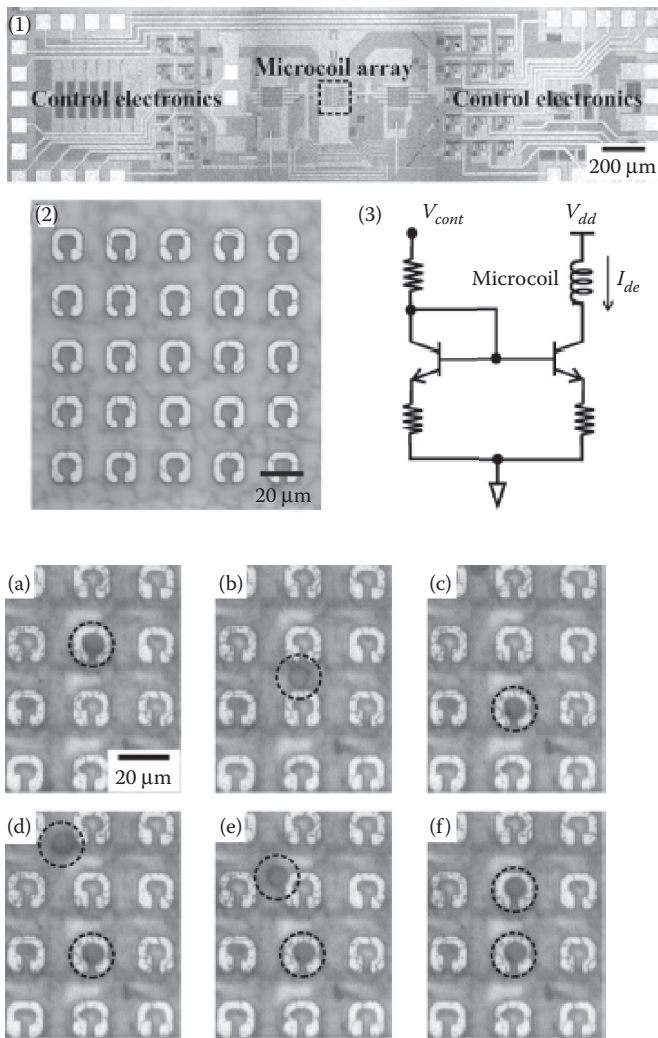 (1)
Microcoil array
Control electronics
Control electronics
200 μm
(2)
20 μm
(3)
V_cont
V_dd
Microcoil
I_de
(a)
(b)
(c)
20 μm
(d)
(e)
(f)